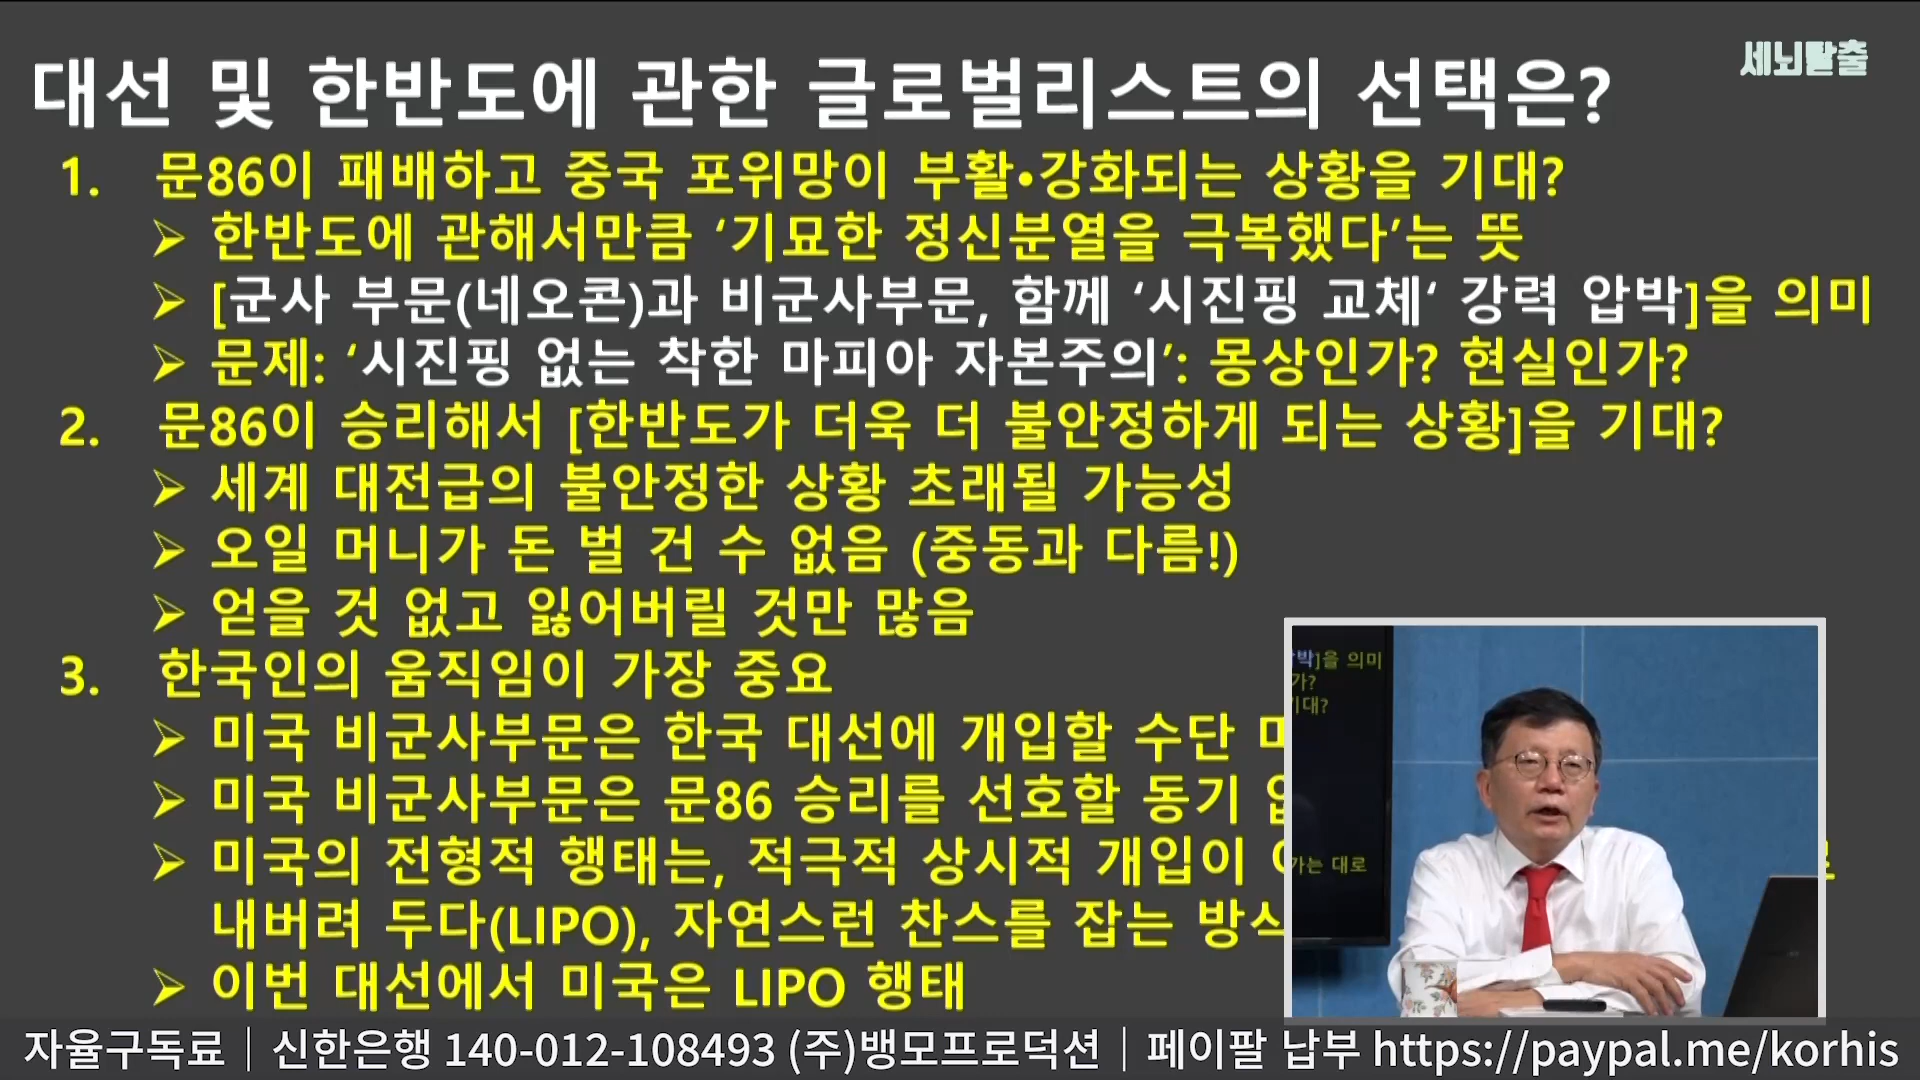 대선 및 한반도에 관한 글로벌리스트의 선택은?
세뇌탈출
1. 문86이 패배하고 중국 포위망이 부활•강화되는 상황을 기대?
➢ 한반도에 관해서만큼 ‘기묘한 정신분열을 극복했다’는 뜻
➢ [군사 부문(네오콘)과 비군사부문, 함께 ‘시진핑 교체‘ 강력 압박]을 의미
➢ 문제: ‘시진핑 없는 착한 마피아 자본주의’: 몽상인가? 현실인가?
2. 문86이 승리해서 [한반도가 더욱 더 불안정하게 되는 상황]을 기대?
➢ 세계 대전급의 불안정한 상황 초래될 가능성
➢ 오일 머니가 돈 벌 건 수 없음 (중동과 다름!)
➢ 얻을 것 없고 잃어버릴 것만 많음
3. 한국인의 움직임이 가장 중요
➢ 미국 비군사부문은 한국 대선에 개입할 수단
➢ 미국 비군사부문은 문86 승리를 선호할 동기
➢ 미국의 전형적 행태는, 적극적 상시적 개입이
내버려 두다(LIPO), 자연스런 찬스를 잡는 방식
➢ 이번 대선에서 미국은 LIPO 행태
박]을 의미
가?
기대?
가는 대로
자율구독료｜신한은행 140-012-108493 (주)뱅모프로덕션｜페이팔 납부 https://paypal.me/korhis